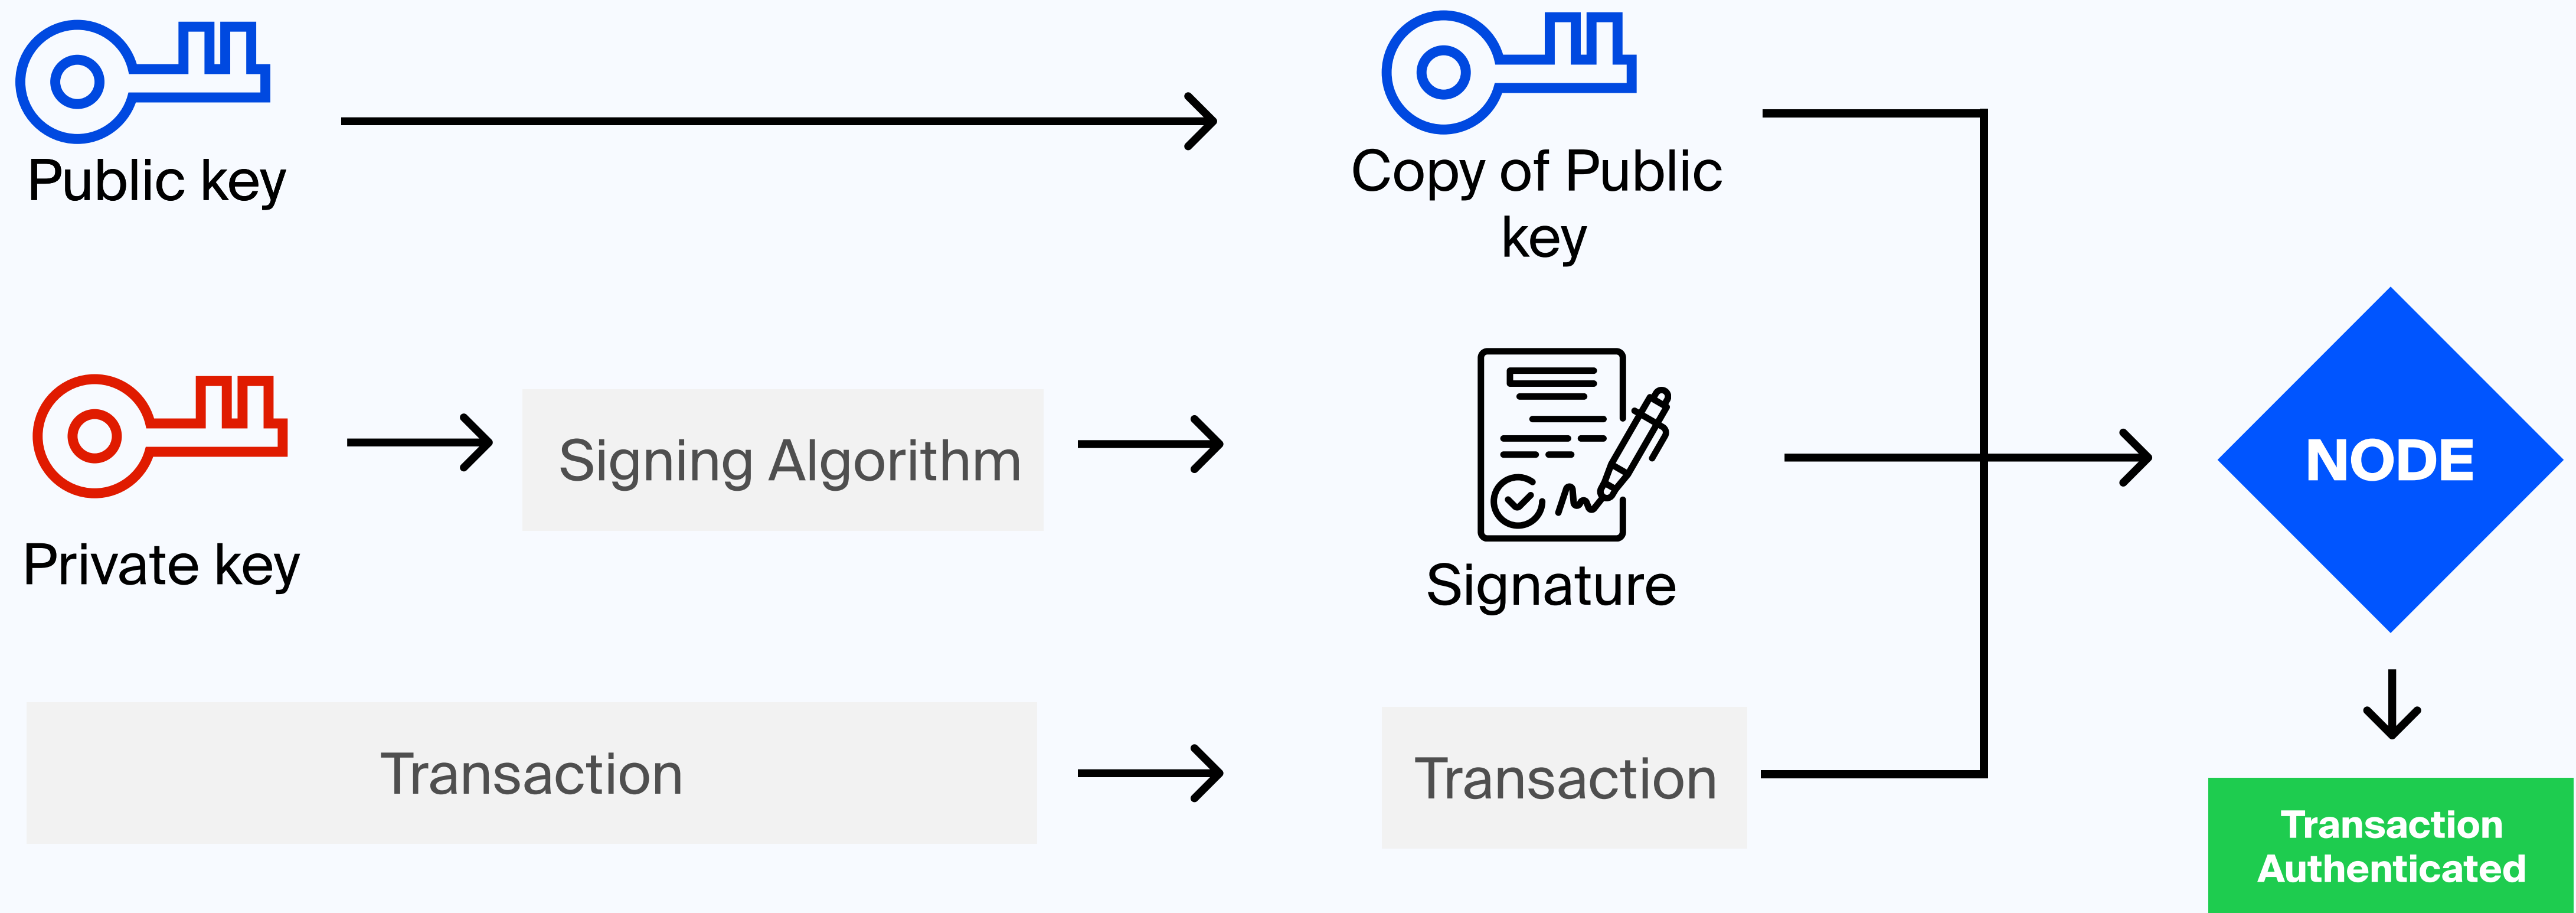 Public key
Copy of Public
key
Private key
Signing Algorithm
Signature
NODE
Transaction
Transaction
Transaction
Authenticated